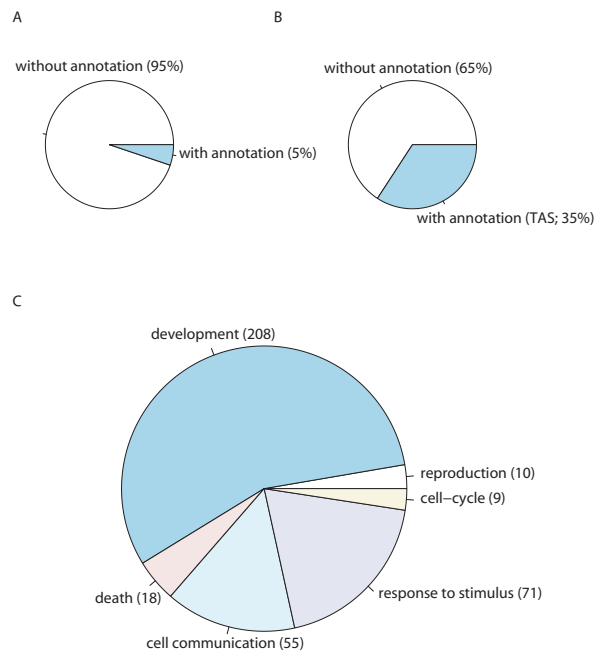 A
B
without annotation (95%)
without annotation (65%)
with annotation (5%)
with annotation (TAS; 35%)
C
development (208)
reproduction (10)
cell−cycle (9)
response to stimulus (71)
death (18)
cell communication (55)